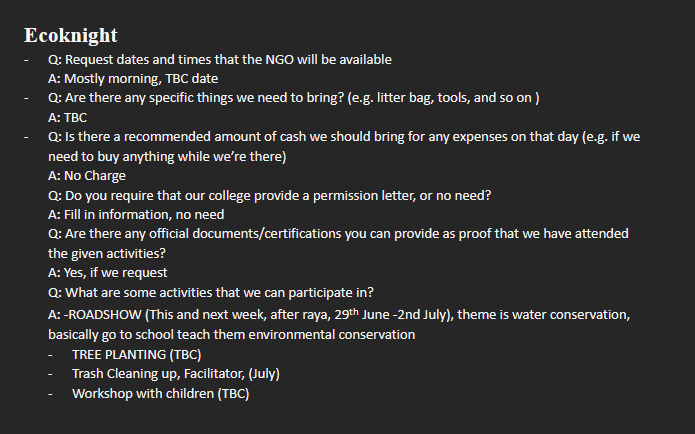 Ecoknight
- Q: Request dates and times that the NGO will be available
A: Mostly morning, TBC date
- Q: Are there any specific things we need to bring? (e.g. litter bag, tools, and so on )
A: TBC
- Q: Is there a recommended amount of cash we should bring for any expenses on that day (e.g. if we
need to buy anything while we're there)
A: No Charge
Q: Do you require that our college provide a permission letter, or no need?
A: Fill in information, no need
Q: Are there any official documents/certifications you can provide as proof that we have attended
the given activities?
A: Yes, if we request
Q: What are some activities that we can participate in?
A: -ROADSHOW (This and next week, after raya, 29th June -2nd July), theme is water conservation,
basically go to school teach them environmental conservation
- TREE PLANTING (TBC)
- Trash Cleaning up, Facilitator, (July)
- Workshop with children (TBC)